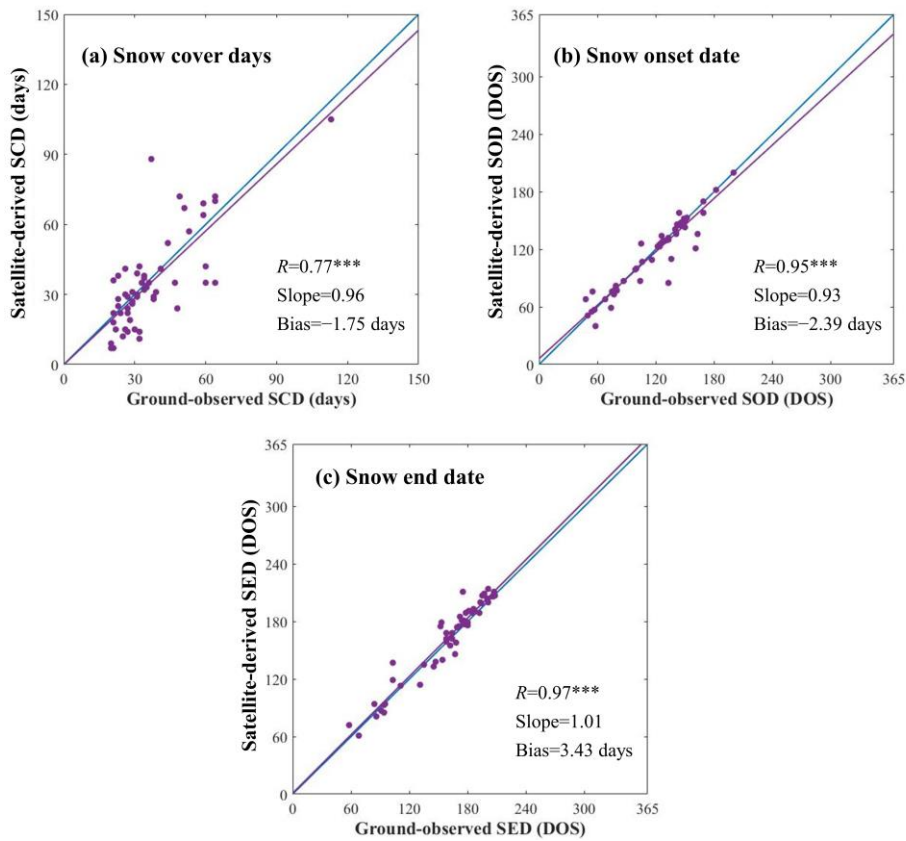 (a) Snow cover days
R=0.77***
Slope=0.96
Bias=−1.75 days
Satellite-derived SCD (days)
150
120
90
60
30
0
0 30 60 90 120 150
Ground-observed SCD (days)
(b) Snow onset date
R=0.95***
Slope=0.93
Bias=−2.39 days
Satellite-derived SOD (DOS)
365
300
240
180
120
60
0
0 60 120 180 240 300 365
Ground-observed SOD (DOS)
(c) Snow end date
R=0.97***
Slope=1.01
Bias=3.43 days
Satellite-derived SED (DOS)
365
300
240
180
120
60
0
0 60 120 180 240 300 365
Ground-observed SED (DOS)